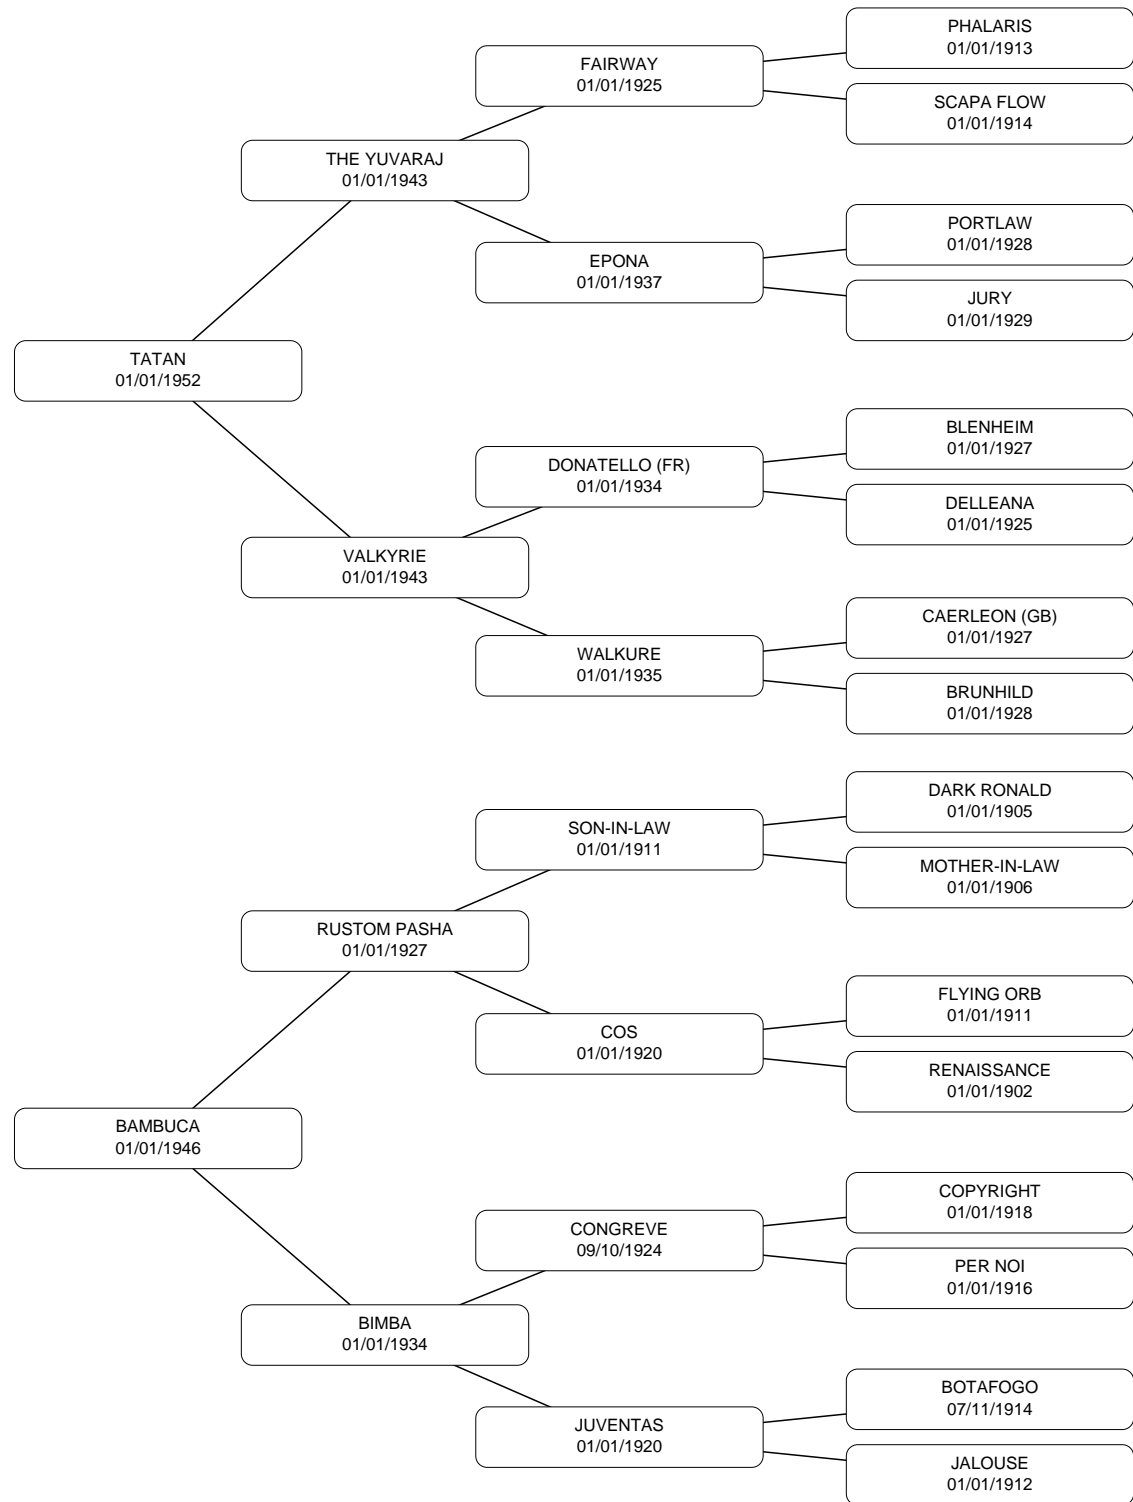 PHALARIS
01/01/1913
FAIRWAY
01/01/1925
SCAPA FLOW
01/01/1914
THE YUVARAJ
01/01/1943
PORTLAW
01/01/1928
EPONA
01/01/1937
JURY
01/01/1929
TATAN
01/01/1952
BLENHEIM
01/01/1927
DONATELLO (FR)
01/01/1934
DELLEANA
01/01/1925
VALKYRIE
01/01/1943
CAERLEON (GB)
01/01/1927
WALKURE
01/01/1935
BRUNHILD
01/01/1928
DARK RONALD
01/01/1905
SON-IN-LAW
01/01/1911
MOTHER-IN-LAW
01/01/1906
RUSTOM PASHA
01/01/1927
FLYING ORB
01/01/1911
COS
01/01/1920
RENAISSANCE
01/01/1902
BAMBUCA
01/01/1946
COPYRIGHT
01/01/1918
CONGREVE
09/10/1924
PER NOI
01/01/1916
BIMBA
01/01/1934
BOTAFOGO
07/11/1914
JUVENTAS
01/01/1920
JALOUSE
01/01/1912